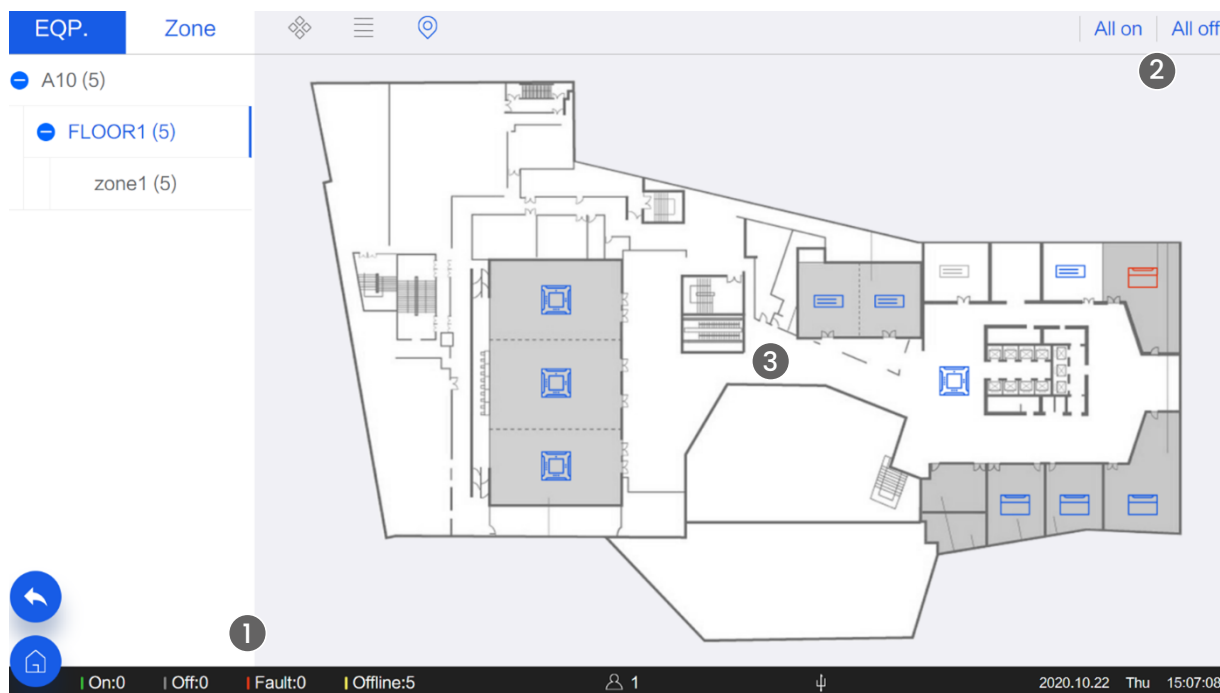 EQP. Zone All on All off
2
A10 (5)
FLOOR1 (5)
zone1 (5)
3
1
On:0 Off:0 Fault:0 Offline:5 1 2020.10.22 Thu 15:07:08